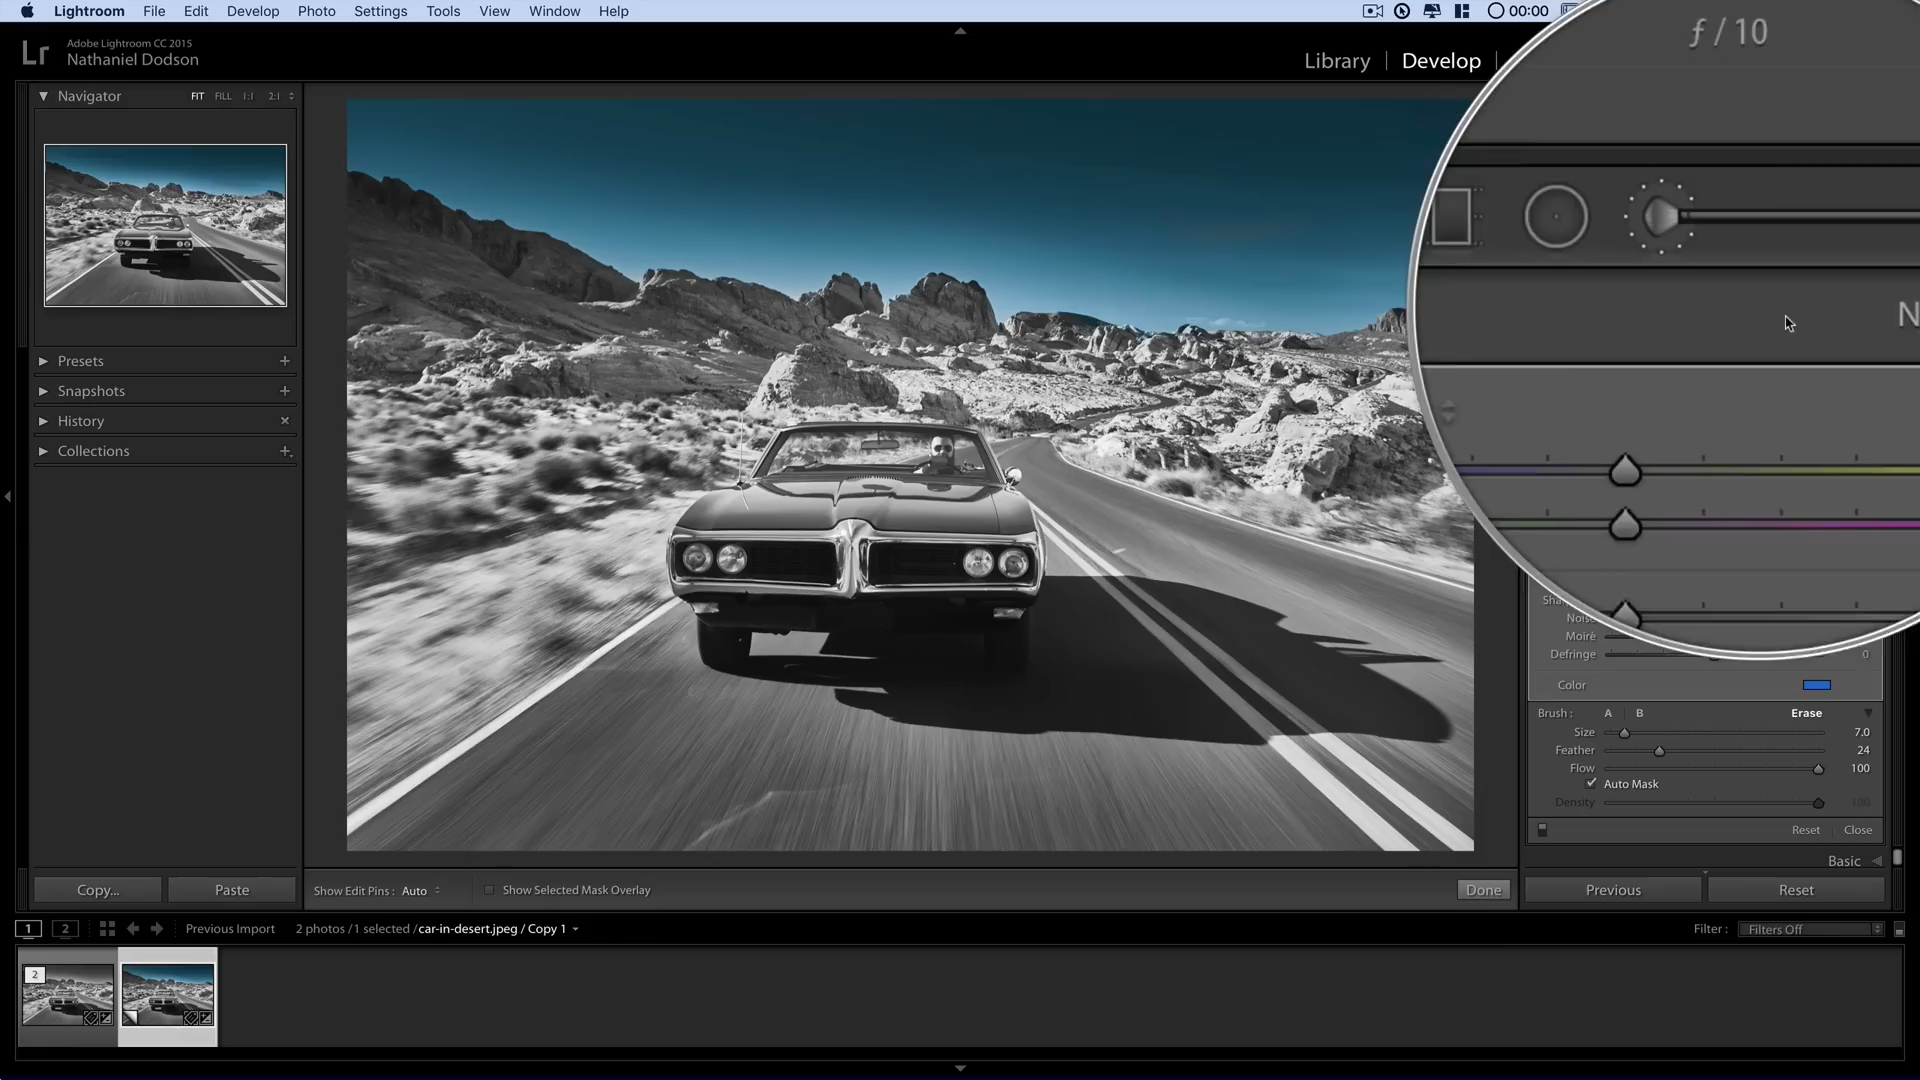 Lightroom File Edit Develop Photo Settings Tools View Window Help 00:00
Lr Adobe Lightroom CC 2015
Nathaniel Dodson
Library | Develop |
ƒ / 10
Navigator FIT FILL 1:1 2:1
N
Presets
Snapshots
History
Collections
Noise
Moiré
Defringe 0
Color
Brush : A B Erase
Size 7.0
Feather 24
Flow 100
Auto Mask
Density 100
Reset Close
Basic
Copy... Paste Show Edit Pins : Auto Show Selected Mask Overlay Done Previous Reset
1 2 Previous Import 2 photos / 1 selected / car-in-desert.jpeg / Copy 1 Filter : Filters Off
2